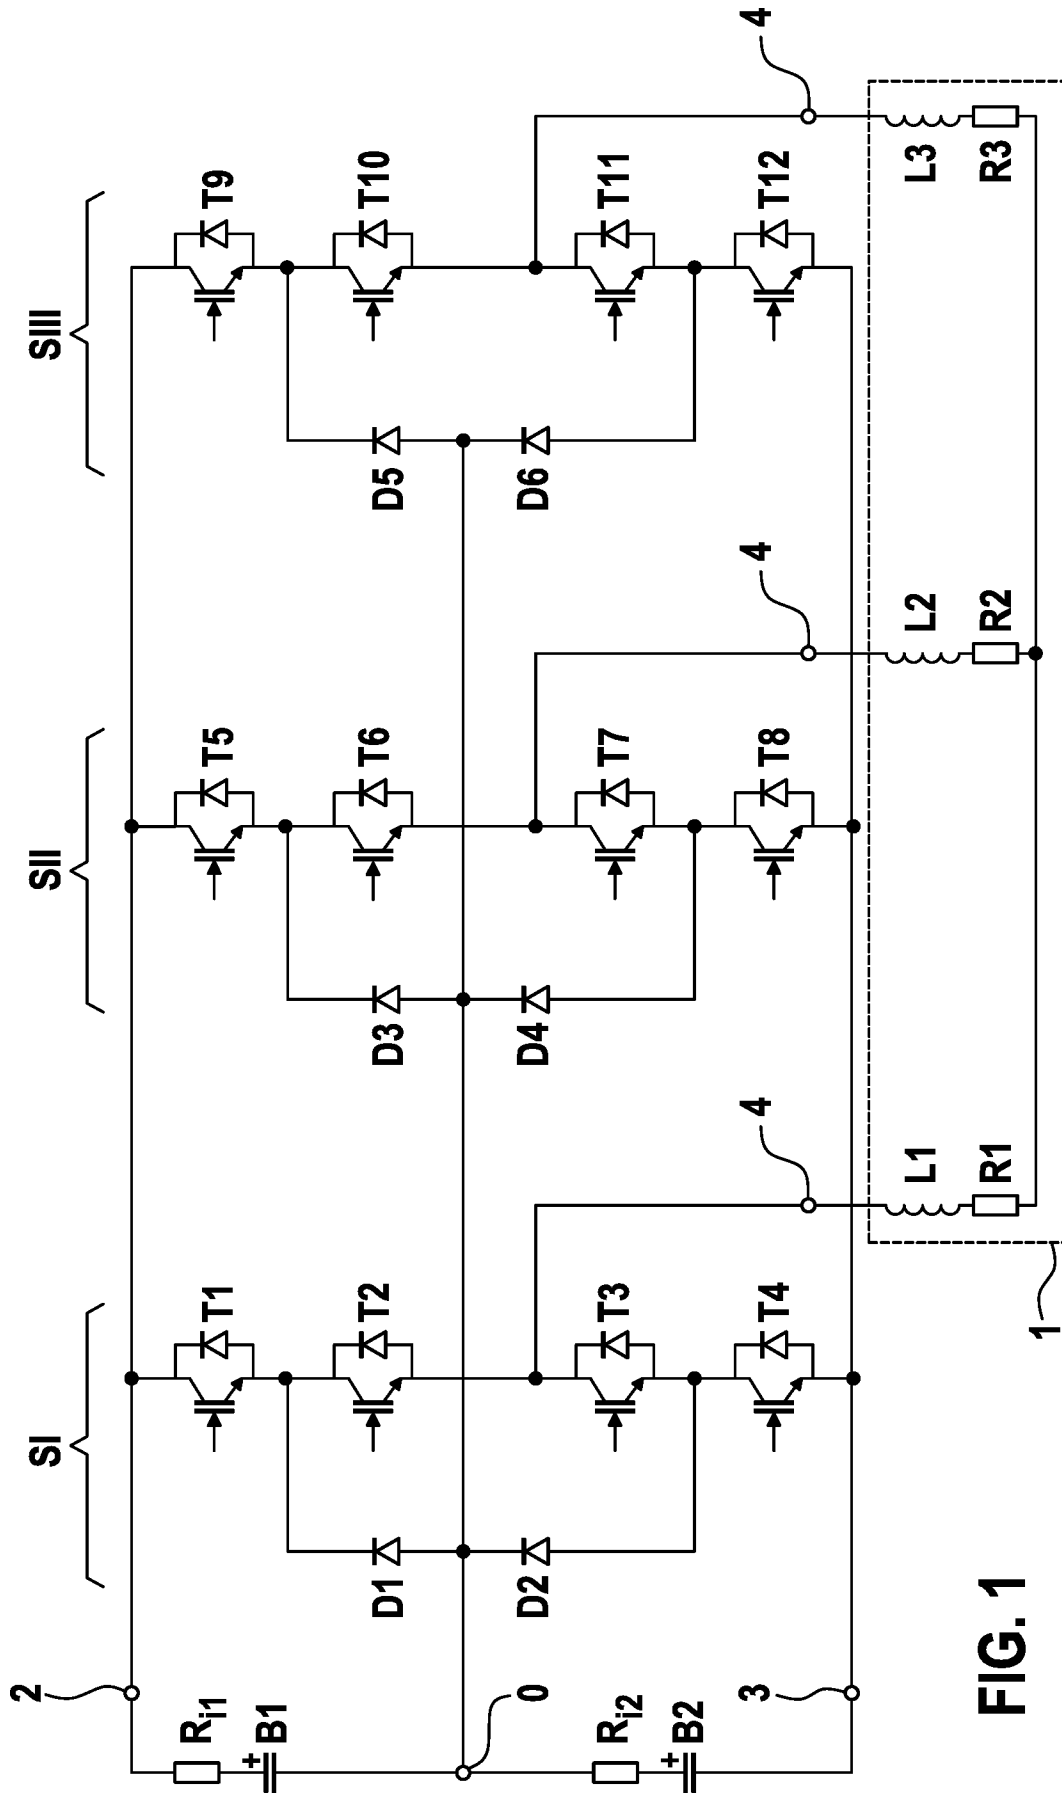 SI
SII
SIII
2
T1
T5
T9
R_i1
B1
D1
T2
D3
T6
D5
T10
0
D2
D4
D6
R_i2
B2
T3
T7
T11
3
T4
T8
T12
4
4
4
L1
L2
L3
R1
R2
R3
1
+
+
FIG. 1